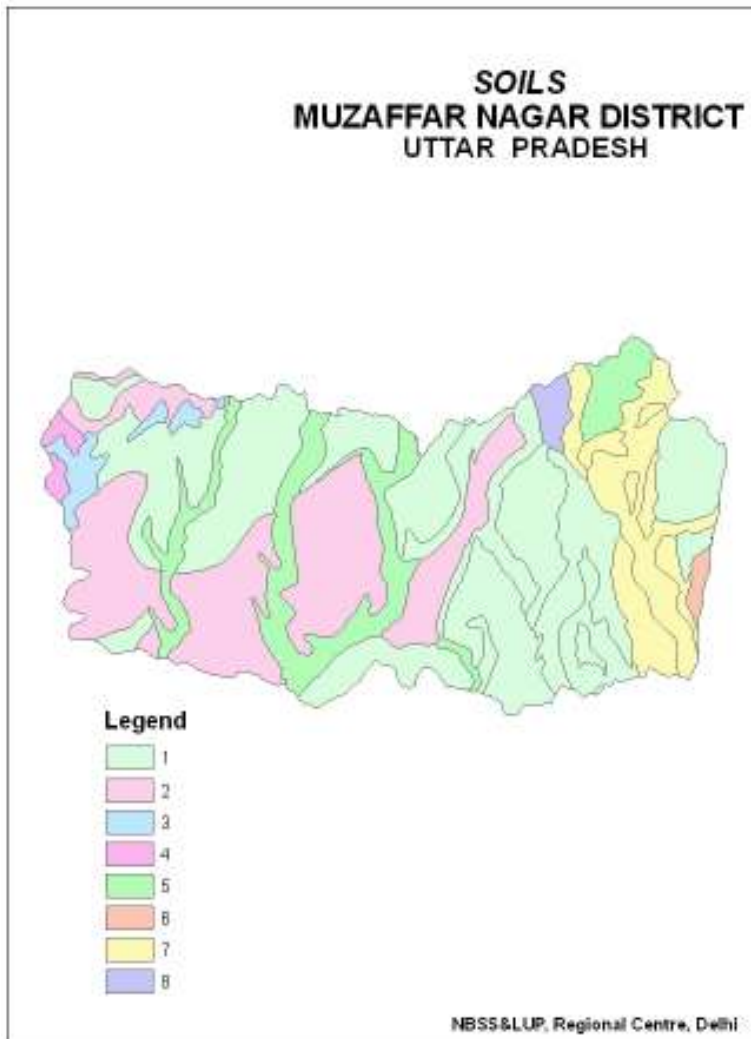 SOILS
MUZAFFAR NAGAR DISTRICT
UTTAR PRADESH
Legend
1
2
3
4
5
6
7
8
NBSS&LUP, Regional Centre, Delhi